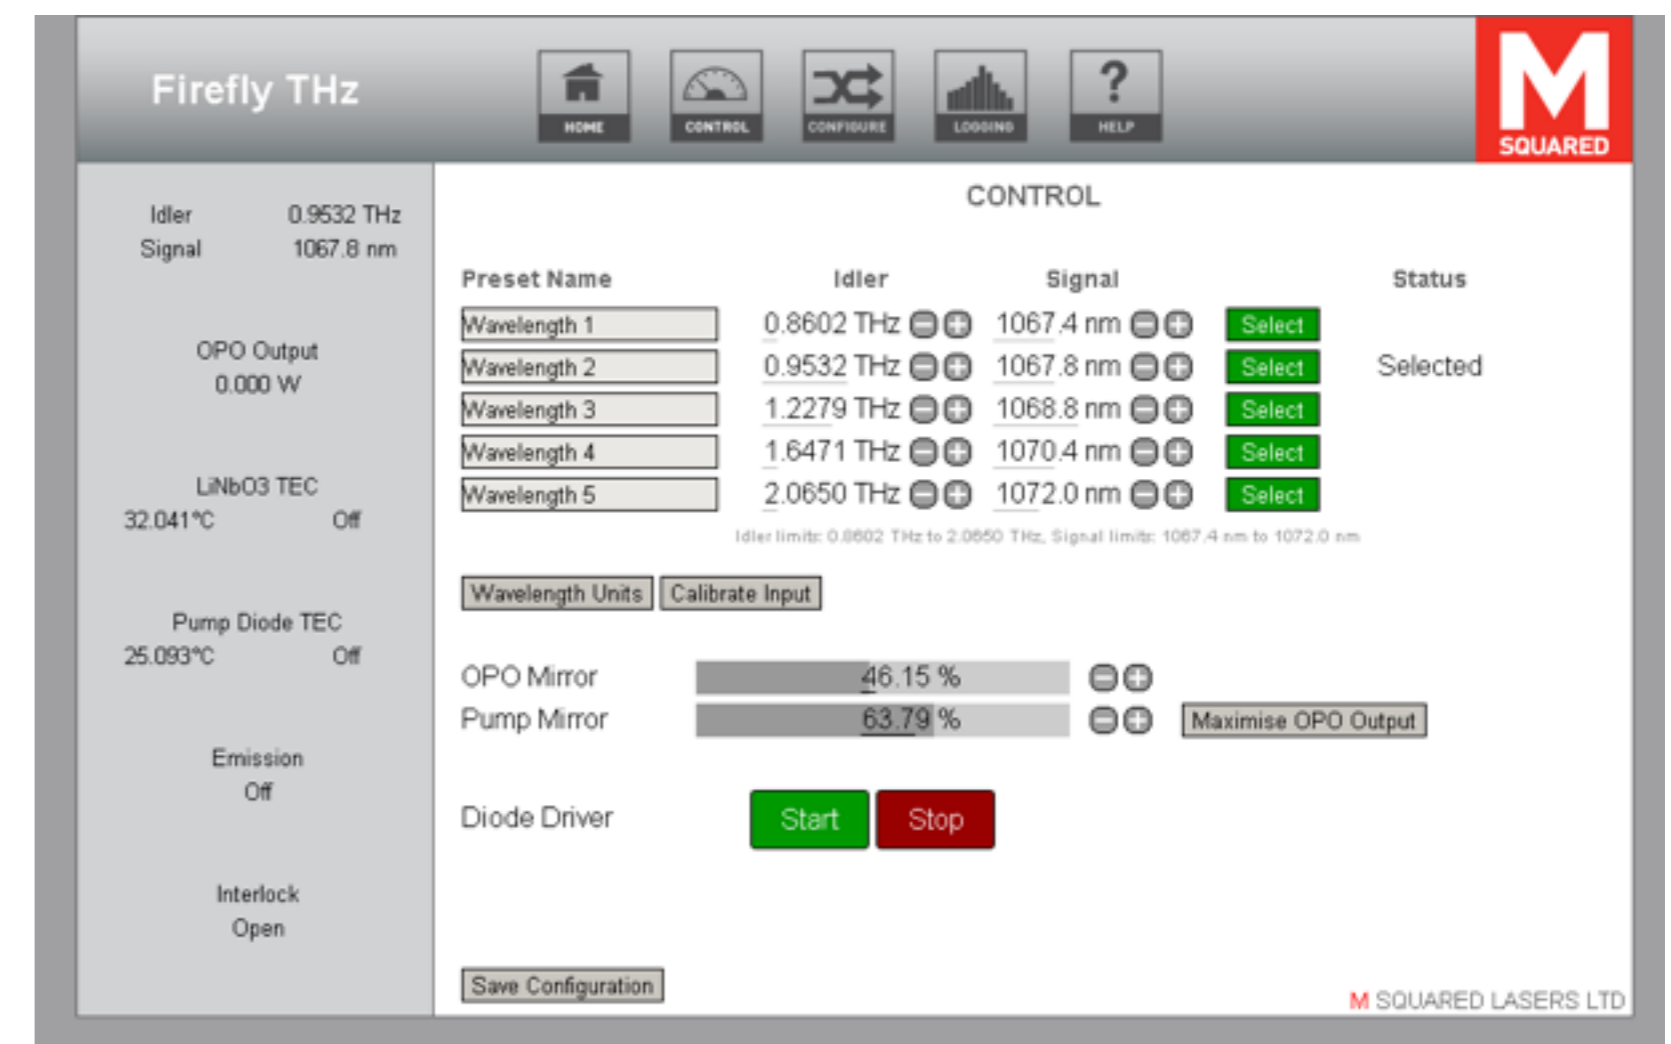 Firefly THz
HOME
CONTROL
CONFIGURE
LOGGING
?
HELP
M
SQUARED
Idler 0.9532 THz
Signal 1067.8 nm
OPO Output
0.000 W
LiNbO3 TEC
32.041°C Off
Pump Diode TEC
25.093°C Off
Emission
Off
Interlock
Open
CONTROL
Preset Name Idler Signal Status
Wavelength 1 0.8602 THz 1067.4 nm Select
Wavelength 2 0.9532 THz 1067.8 nm Select Selected
Wavelength 3 1.2279 THz 1068.8 nm Select
Wavelength 4 1.6471 THz 1070.4 nm Select
Wavelength 5 2.0650 THz 1072.0 nm Select
Idler limits: 0.8602 THz to 2.0650 THz, Signal limits: 1067.4 nm to 1072.0 nm
Wavelength Units Calibrate Input
OPO Mirror 46.15 %
Pump Mirror 63.79 % Maximise OPO Output
Diode Driver Start Stop
Save Configuration
M SQUARED LASERS LTD